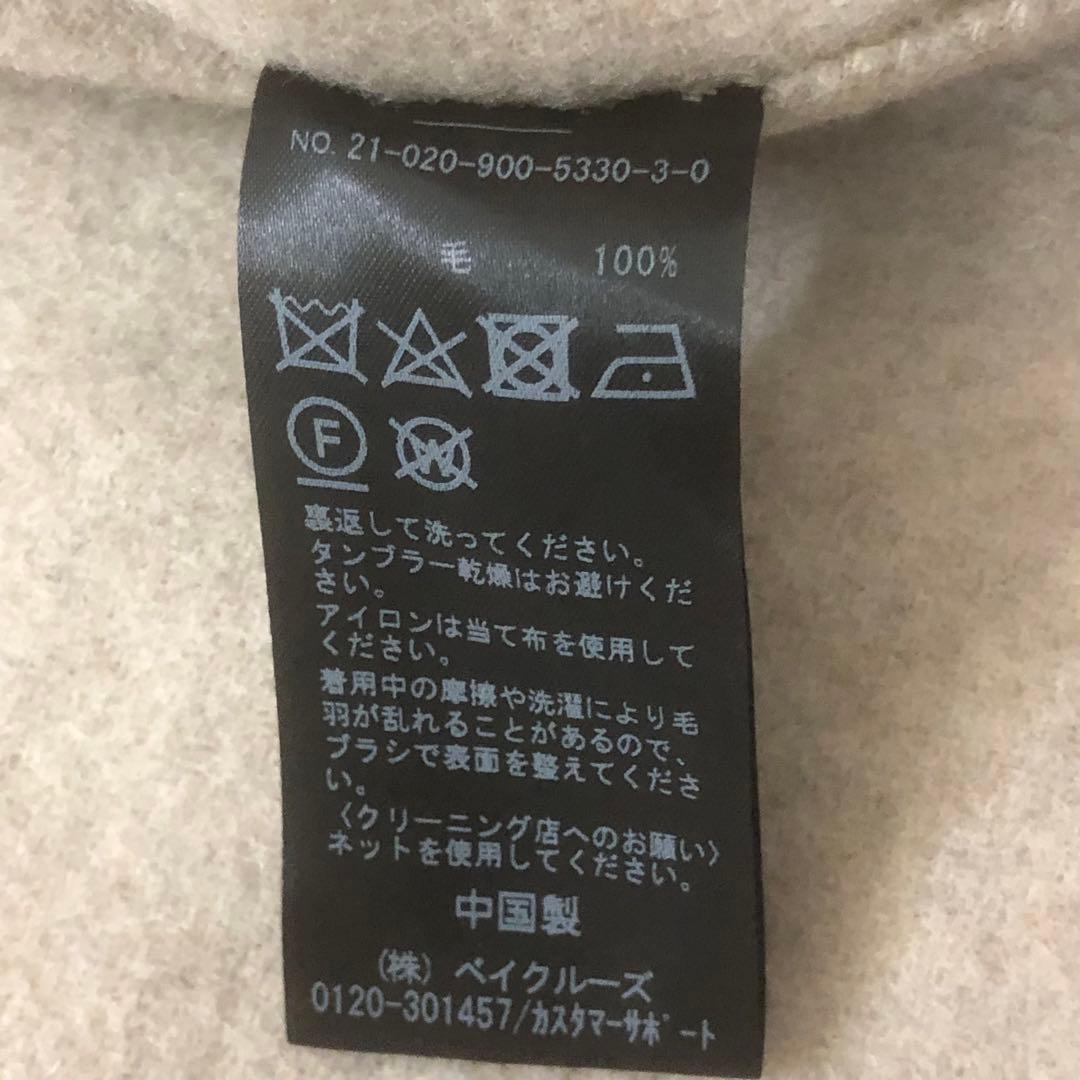 NO. 21-020-900-5330-3-0
毛 100%
F W
裏返して洗ってください。
タンブラー乾燥はお避けくだ
さい。
アイロンは当て布を使用して
ください。
着用中の摩擦や洗濯により毛
羽が乱れることがあるので、
ブラシで表面を整えてくださ
い。
〈クリーニング店へのお願い〉
ネットを使用してください。
中国製
(株) ベイクルーズ
0120-301457/カスタマーサポート